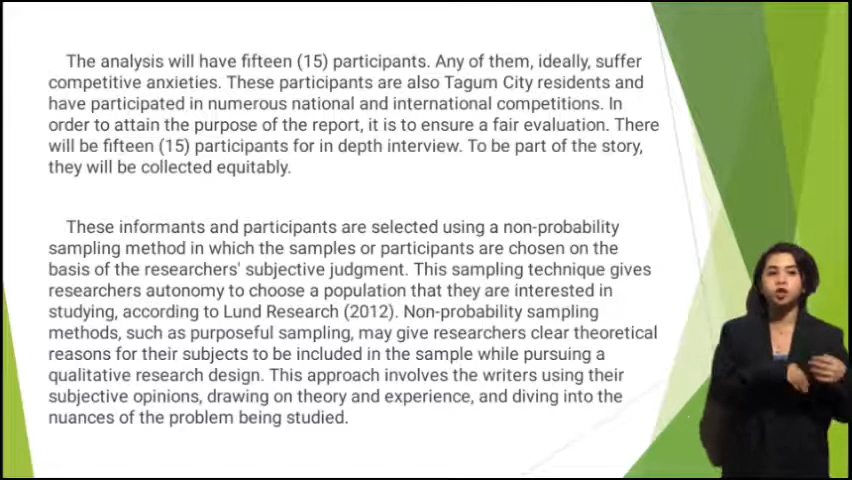 The analysis will have fifteen (15) participants. Any of them, ideally, suffer
competitive anxieties. These participants are also Tagum City residents and
have participated in numerous national and international competitions. In
order to attain the purpose of the report, it is to ensure a fair evaluation. There
will be fifteen (15) participants for in depth interview. To be part of the story,
they will be collected equitably.
These informants and participants are selected using a non-probability
sampling method in which the samples or participants are chosen on the
basis of the researchers' subjective judgment. This sampling technique gives
researchers autonomy to choose a population that they are interested in
studying, according to Lund Research (2012). Non-probability sampling
methods, such as purposeful sampling, may give researchers clear theoretical
reasons for their subjects to be included in the sample while pursuing a
qualitative research design. This approach involves the writers using their
subjective opinions, drawing on theory and experience, and diving into the
nuances of the problem being studied.